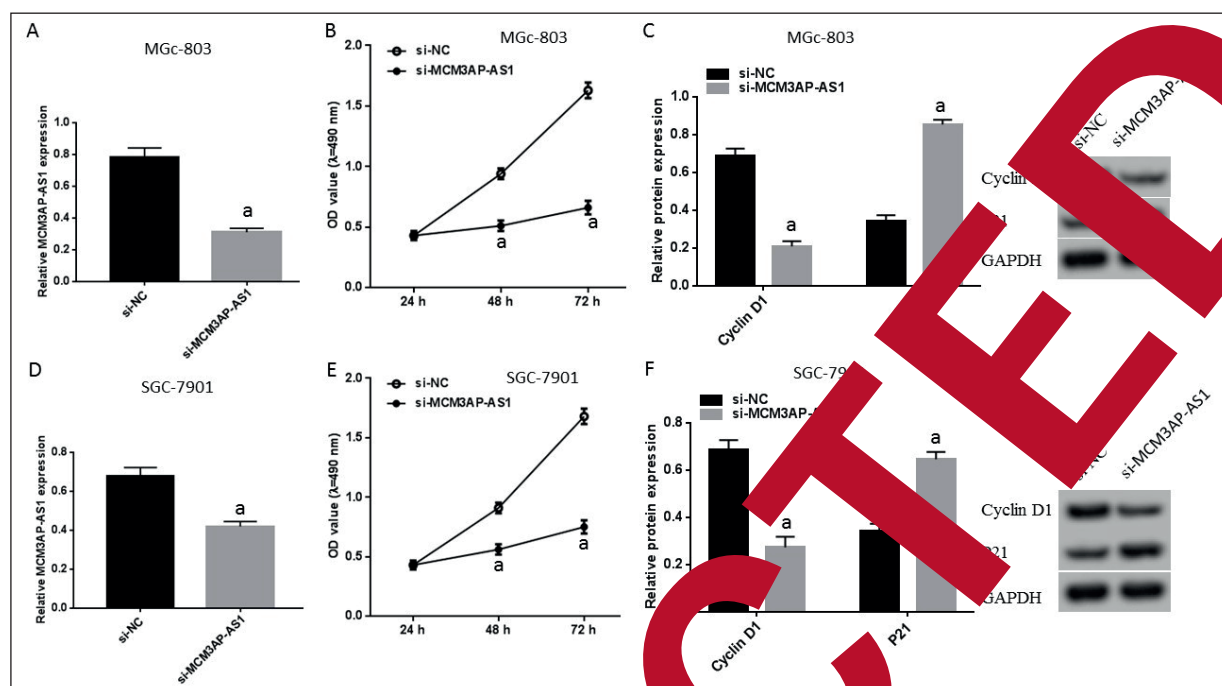 A
MGc-803
Relative MCM3AP-AS1 expression
1.0
0.8
0.6
0.4
0.2
0.0
a
si-NC
si-MCM3AP-AS1
B
MGc-803
si-NC
si-MCM3AP-AS1
OD value (λ=490 nm)
2.0
1.5
1.0
0.5
0.0
a
a
24 h
48 h
72 h
C
MGc-803
si-NC
si-MCM3AP-AS1
Relative protein expression
1.0
0.8
0.6
0.4
0.2
0.0
a
a
Cyclin D1
si-NC
Cyclin
GAPDH
D
SGC-7901
Relative MCM3AP-AS1 expression
0.8
0.6
0.4
0.2
0.0
a
si-NC
si-MCM3AP-AS1
E
SGC-7901
si-NC
si-MCM3AP-AS1
OD value (λ=490 nm)
2.0
1.5
1.0
0.5
0.0
a
a
24 h
48 h
72 h
F
si-NC
Relative protein expression
0.8
0.6
0.4
0.2
0.0
a
a
Cyclin D1
P21
si-NC
si-MCM3AP-AS1
Cyclin D1
GAPDH
CTED